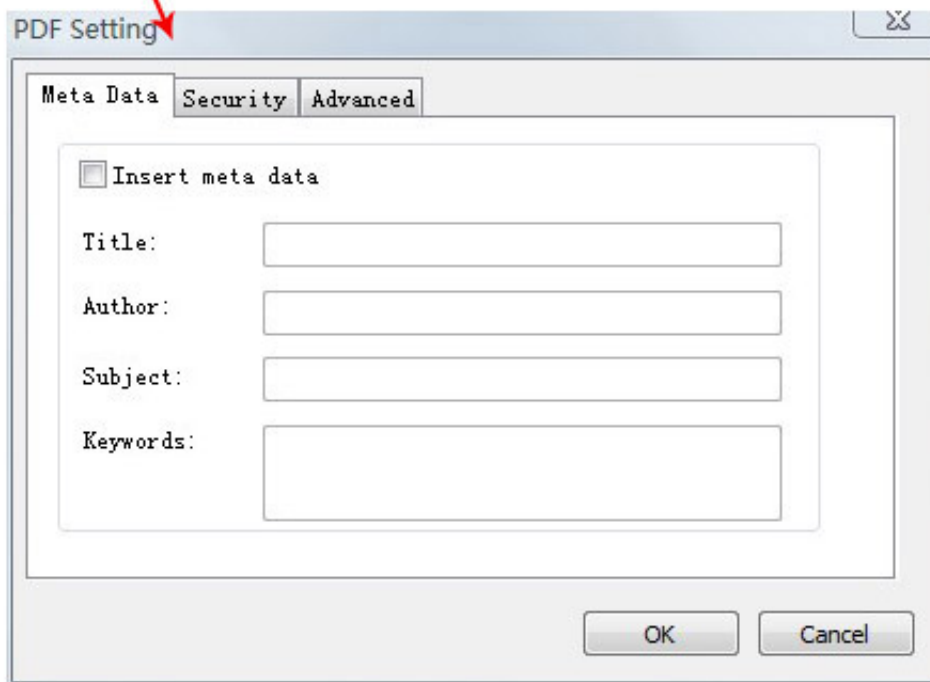 PDF Setting
Meta Data Security Advanced
Insert meta data
Title:
Author:
Subject:
Keywords:
OK Cancel